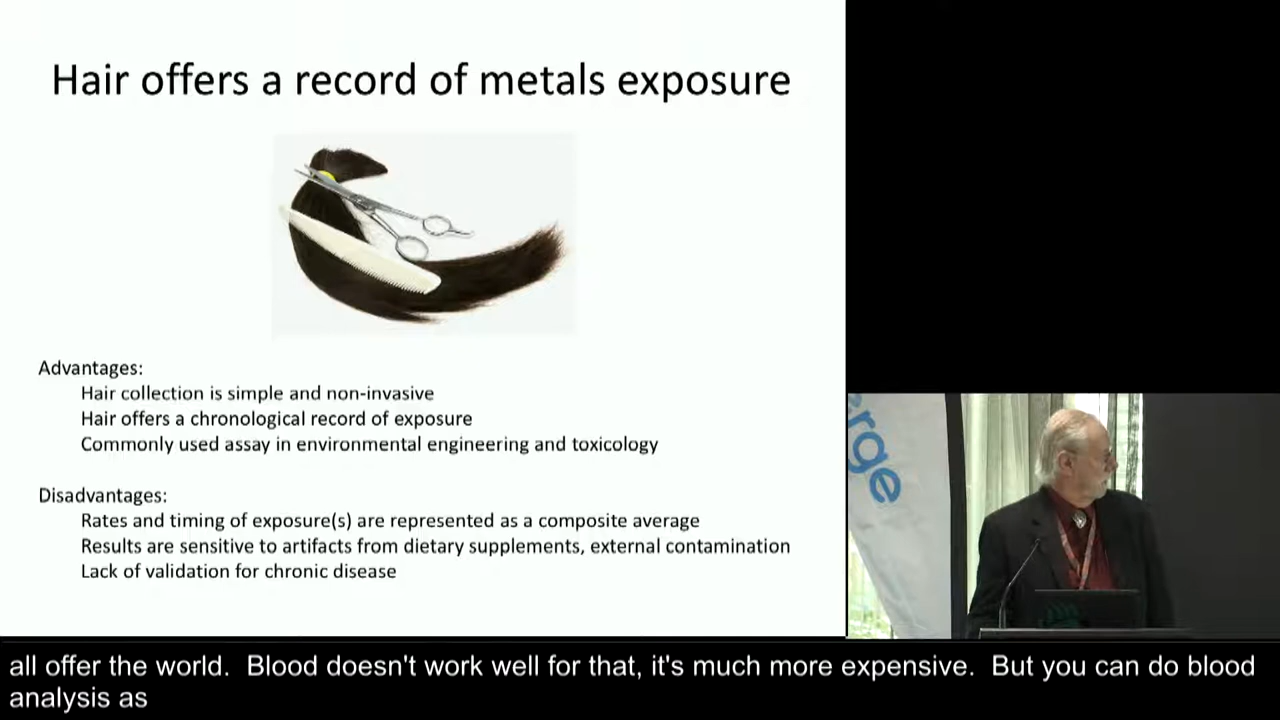 Hair offers a record of metals exposure
Advantages:
Hair collection is simple and non-invasive
Hair offers a chronological record of exposure
Commonly used assay in environmental engineering and toxicology
Disadvantages:
Rates and timing of exposure(s) are represented as a composite average
Results are sensitive to artifacts from dietary supplements, external contamination
Lack of validation for chronic disease
erge
all offer the world.  Blood doesn't work well for that, it's much more expensive.  But you can do blood
analysis as